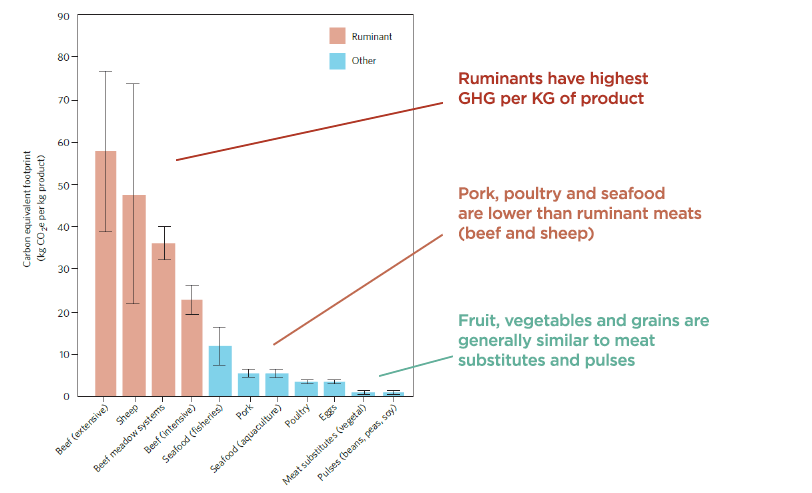 90
80
70
60
50
40
30
20
10
0
Carbon equivalent footprint
(kg CO2e per kg product)
Ruminant
Other
Beef (extensive)
Sheep
Beef meadow systems
Beef (intensive)
Seafood (fisheries)
Pork
Seafood (aquaculture)
Poultry
Eggs
Meat substitutes (vegetal)
Pulses (beans, peas, soy)
Ruminants have highest
GHG per KG of product
Pork, poultry and seafood
are lower than ruminant meats
(beef and sheep)
Fruit, vegetables and grains are
generally similar to meat
substitutes and pulses